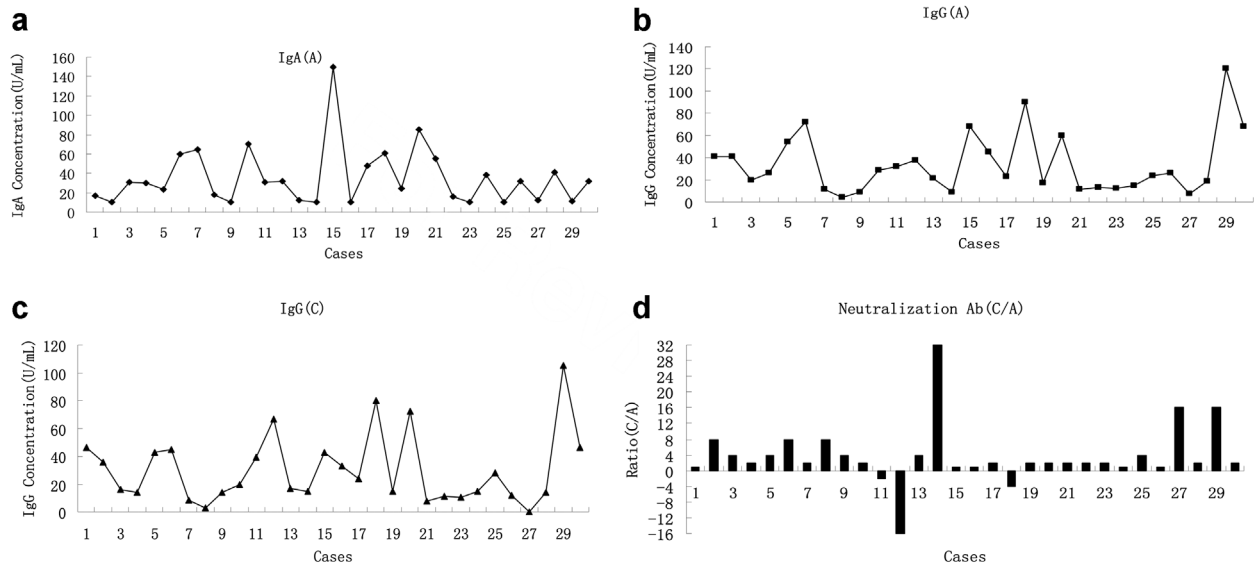 a
IgA(A)
IgA Concentration(U/mL)
160
140
120
100
80
60
40
20
0
1 3 5 7 9 11 13 15 17 19 21 23 25 27 29
Cases
b
IgG(A)
IgG Concentration(U/mL)
140
120
100
80
60
40
20
0
1 3 5 7 9 11 13 15 17 19 21 23 25 27 29
Cases
c
IgG(C)
IgG Concentration(U/mL)
120
100
80
60
40
20
0
1 3 5 7 9 11 13 15 17 19 21 23 25 27 29
Cases
d
Neutralization Ab(C/A)
Ratio(C/A)
32
28
24
20
16
12
8
4
0
-4
-8
-12
-16
1 3 5 7 9 11 13 15 17 19 21 23 25 27 29
Cases